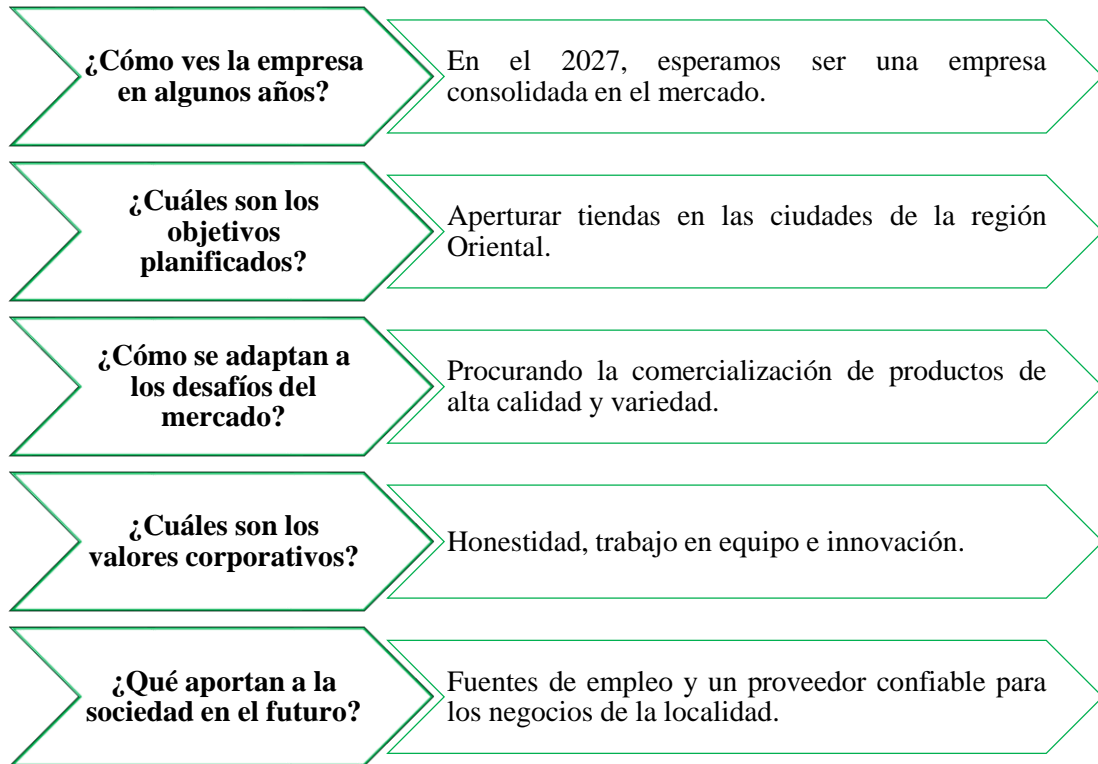 ¿Cómo ves la empresa
en algunos años?
En el 2027, esperamos ser una empresa
consolidada en el mercado.
¿Cuáles son los
objetivos
planificados?
Aperturar tiendas en las ciudades de la región
Oriental.
¿Cómo se adaptan a
los desafíos del
mercado?
Procurando la comercialización de productos de
alta calidad y variedad.
¿Cuáles son los
valores corporativos?
Honestidad, trabajo en equipo e innovación.
¿Qué aportan a la
sociedad en el futuro?
Fuentes de empleo y un proveedor confiable para
los negocios de la localidad.